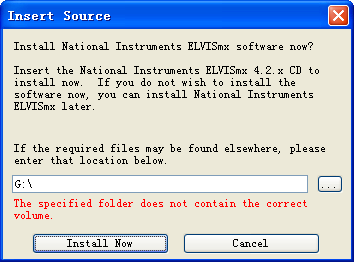 Insert Source
Install National Instruments ELVISmx software now?
Insert the National Instruments ELVISmx 4.2.x CD to
install now.  If you do not wish to install the
software now, you can install National Instruments
ELVISmx later.
If the required files may be found elsewhere, please
enter that location below.
G:\
...
The specified folder does not contain the correct
volume.
Install Now
Cancel